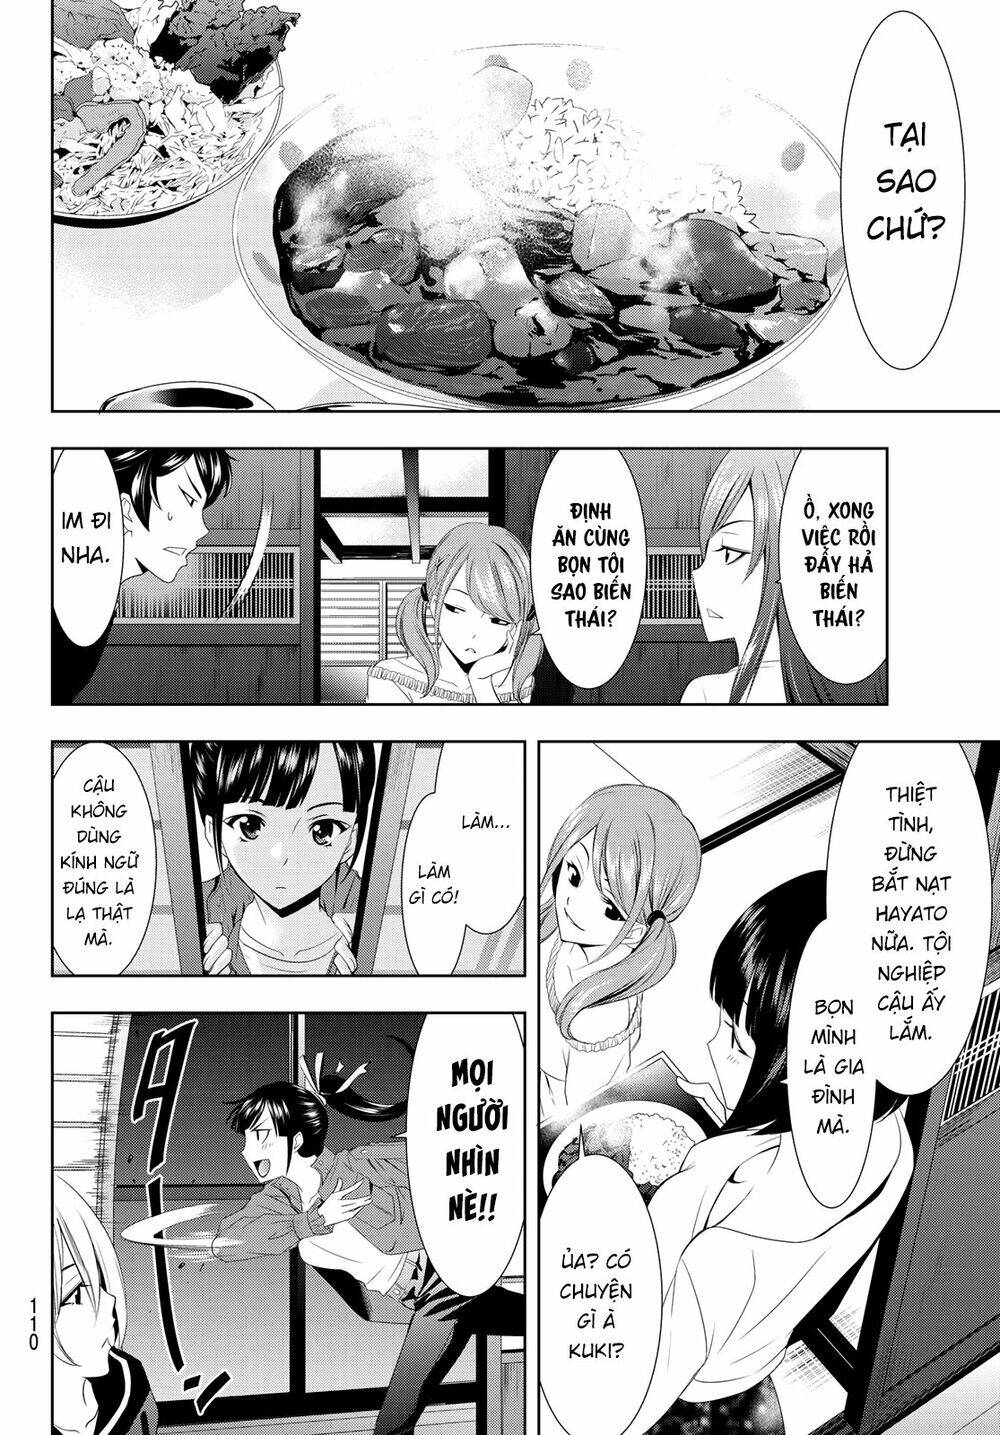 TẠI
SAO
CHỨ?
Ồ, XONG
VIỆC RỒI
ĐẤY HẢ
BIẾN
THÁI?
ĐỊNH
ĂN CÙNG
BỌN TÔI
SAO BIẾN
THÁI?
IM ĐI
NHA.
THIỆT
TÌNH,
ĐỪNG
BẮT NẠT
HAYATO
NỮA. TỘI
NGHIỆP
CẬU ẤY
LẮM.
BỌN
MÌNH
LÀ GIA
ĐÌNH
MÀ.
ỦA? CÓ
CHUYỆN
GÌ À
KUKI?
LÀM...
LÀM
GÌ CÓ!
CẬU
KHÔNG
DÙNG
KÍNH NGỮ
ĐÚNG LÀ
LẠ THẬT
MÀ.
MỌI
NGƯỜI
NHÌN
NÈ!!
110